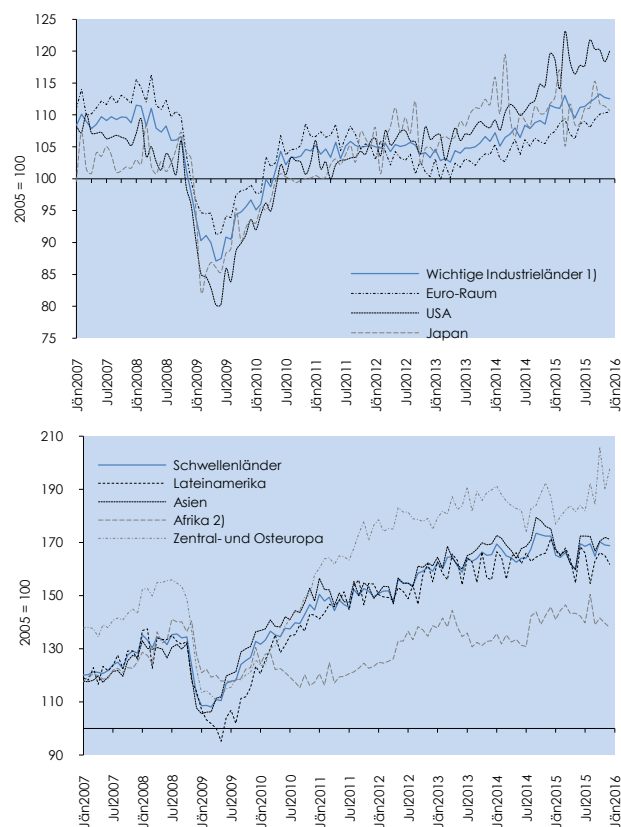 125
120
115
110
105
100
95
90
85
80
75
2005 = 100
Wichtige Industrieländer 1)
Euro-Raum
USA
Japan
Jän2007
Jul2007
Jän2008
Jul2008
Jän2009
Jul2009
Jän2010
Jul2010
Jän2011
Jul2011
Jän2012
Jul2012
Jän2013
Jul2013
Jän2014
Jul2014
Jän2015
Jul2015
Jän2016
210
190
170
150
130
110
90
2005 = 100
Schwellenländer
Lateinamerika
Asien
Afrika 2)
Zentral- und Osteuropa
Jän2007
Jul2007
Jän2008
Jul2008
Jän2009
Jul2009
Jän2010
Jul2010
Jän2011
Jul2011
Jän2012
Jul2012
Jän2013
Jul2013
Jän2014
Jul2014
Jän2015
Jul2015
Jän2016